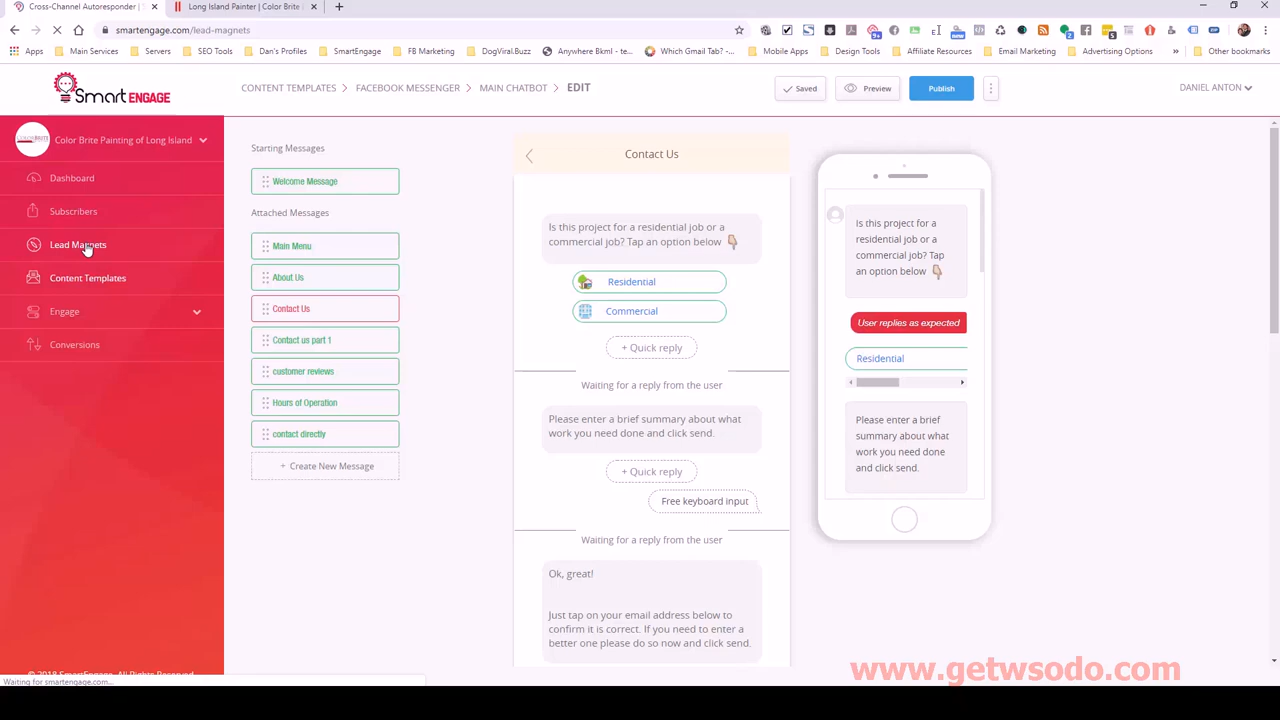 Cross-Channel Autoresponder |
Long Island Painter | Color Brite
smartengage.com/lead-magnets
Apps
Main Services
Servers
SEO Tools
Dan's Profiles
SmartEngage
FB Marketing
DogViral.Buzz
Anywhere Bkml - te...
Which Gmail Tab? -...
Mobile Apps
Design Tools
Affiliate Resources
Email Marketing
Advertising Options
Other bookmarks
Smart ENGAGE
CONTENT TEMPLATES > FACEBOOK MESSENGER > MAIN CHATBOT > EDIT
Saved
Preview
Publish
DANIEL ANTON
Color Brite Painting of Long Island
Dashboard
Subscribers
Lead Magnets
Content Templates
Engage
Conversions
© 2018 SmartEngage. All Rights Reserved.
Waiting for smartengage.com...
Starting Messages
Welcome Message
Attached Messages
Main Menu
About Us
Contact Us
Contact us part 1
customer reviews
Hours of Operation
contact directly
+ Create New Message
Contact Us
Is this project for a residential job or a
commercial job? Tap an option below
Residential
Commercial
+ Quick reply
Waiting for a reply from the user
Please enter a brief summary about what
work you need done and click send.
+ Quick reply
Free keyboard input
Waiting for a reply from the user
Ok, great!
Just tap on your email address below to
confirm it is correct. If you need to enter a
better one please do so now and click send.
Is this project for a
residential job or a
commercial job? Tap
an option below
User replies as expected
Residential
Please enter a brief
summary about what
work you need done
and click send.
www.getwsodo.com